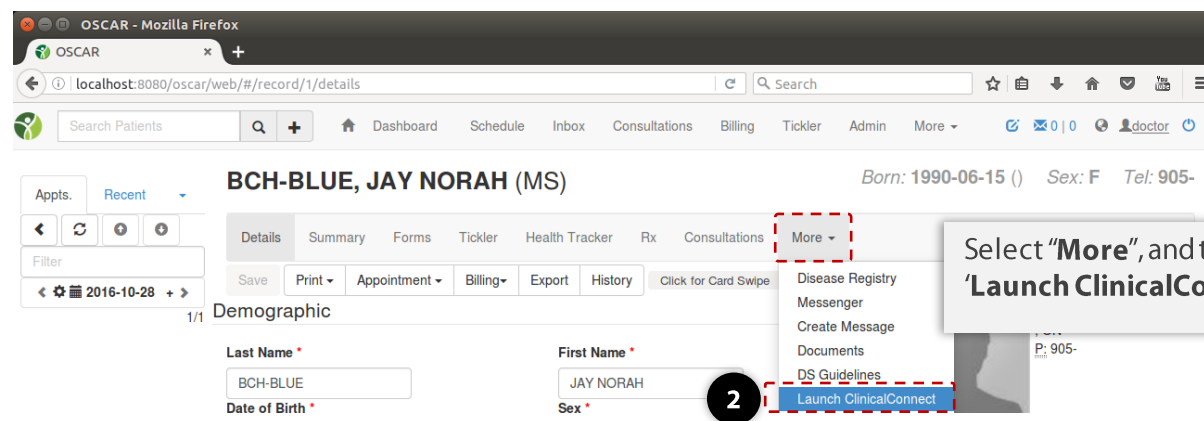 OSCAR - Mozilla Firefox
OSCAR × +
localhost:8080/oscar/web/#/record/1/details Search You Tube
Search Patients Dashboard Schedule Inbox Consultations Billing Tickler Admin More 0 | 0 doctor
Appts. Recent
BCH-BLUE, JAY NORAH (MS) Born: 1990-06-15 () Sex: F Tel: 905-
Details Summary Forms Tickler Health Tracker Rx Consultations More
Filter
Save Print Appointment Billing Export History Click for Card Swipe
2016-10-28 +
1/1
Demographic
Last Name * First Name *
BCH-BLUE JAY NORAH
Date of Birth * Sex *
Disease Registry
Messenger
Create Message
Documents
DS Guidelines
Launch ClinicalConnect
2
Select “More”, and
‘Launch ClinicalCo
P: 905-